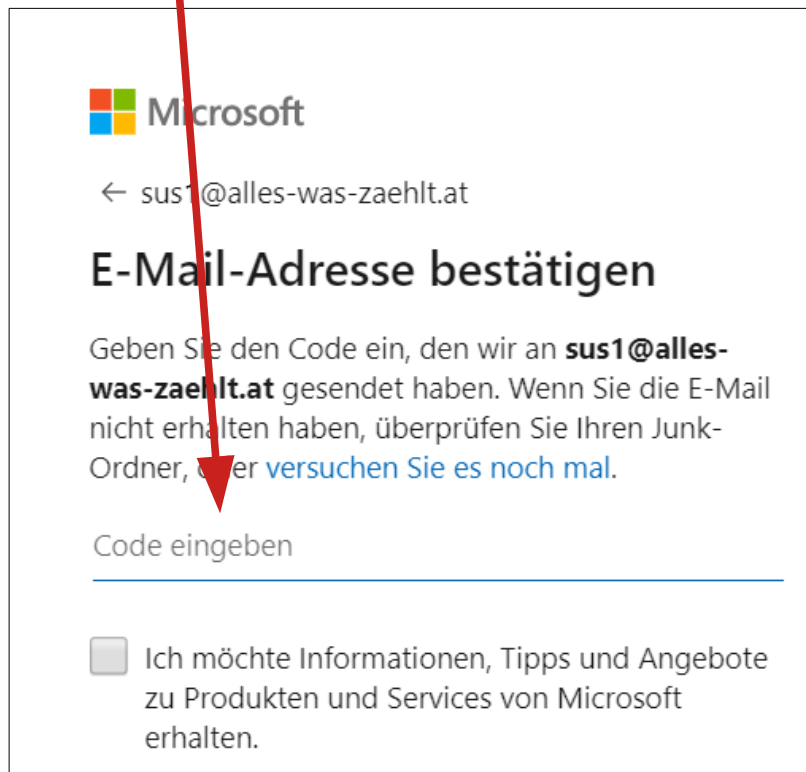 Microsoft
← sus1@alles-was-zaehlt.at
E-Mail-Adresse bestätigen
Geben Sie den Code ein, den wir an sus1@alles-
was-zaehlt.at gesendet haben. Wenn Sie die E-Mail
nicht erhalten haben, überprüfen Sie Ihren Junk-
Ordner, oder versuchen Sie es noch mal.
Code eingeben
Ich möchte Informationen, Tipps und Angebote
zu Produkten und Services von Microsoft
erhalten.